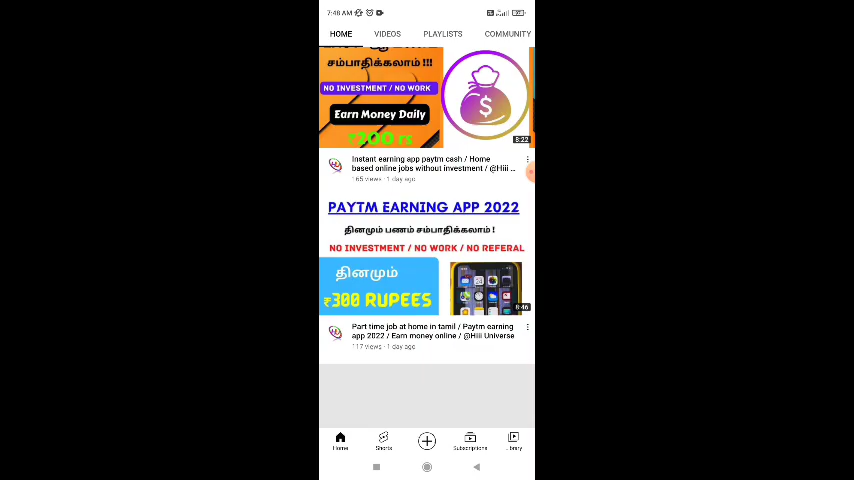 7:48 AM
HOME VIDEOS PLAYLISTS COMMUNITY
சம்பாதிக்கலாம் !!!
NO INVESTMENT / NO WORK
Earn Money Daily
₹300 rs
$
8:22
Instant earning app paytm cash / Home
based online jobs without investment / @Hiii ...
165 views · 1 day ago
PAYTM EARNING APP 2022
தினமும் பணம் சம்பாதிக்கலாம் !
NO INVESTMENT / NO WORK / NO REFERAL
தினமும்
₹300 RUPEES
8:46
Part time job at home in tamil / Paytm earning
app 2022 / Earn money online / @Hiii Universe
117 views · 1 day ago
Home Shorts Subscriptions Library